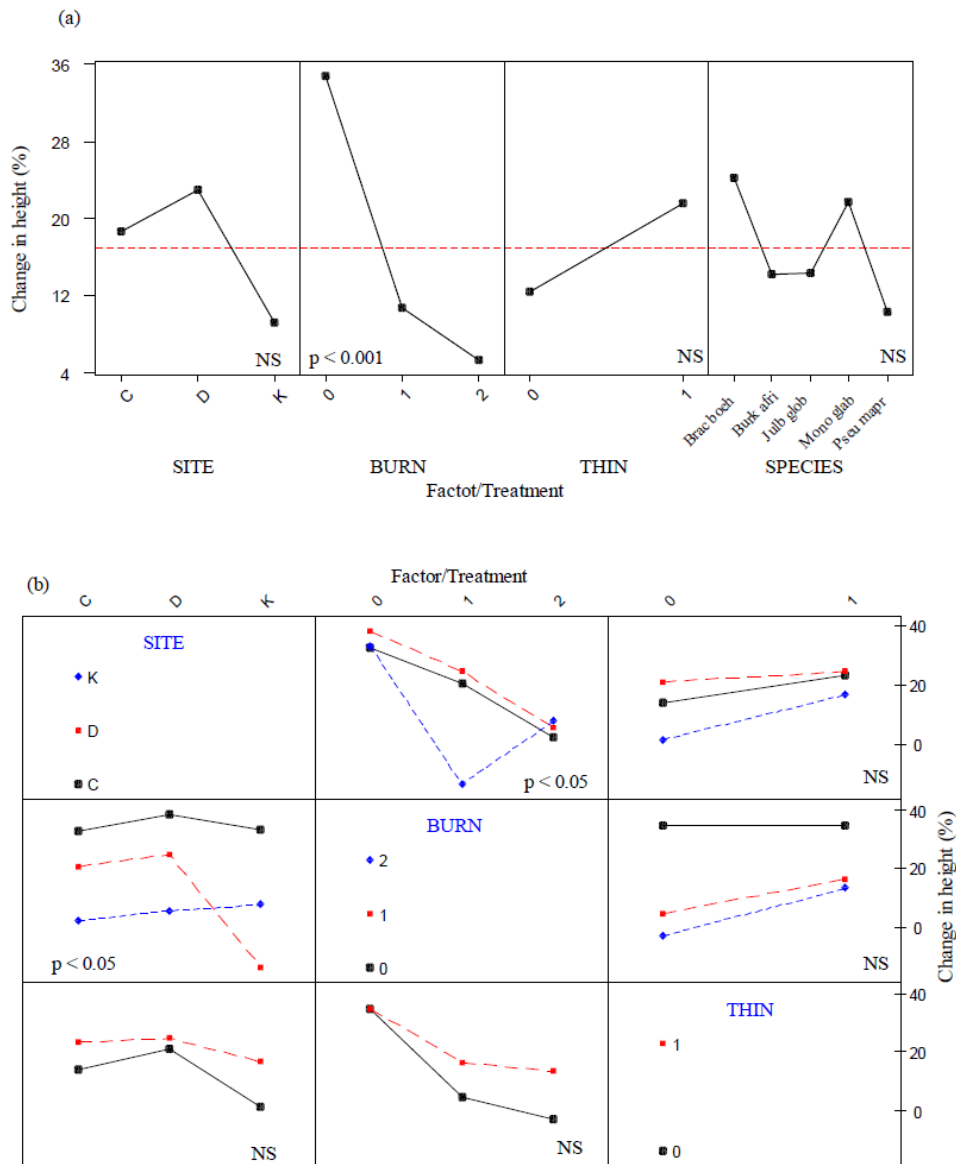 (a)
36
28
20
12
4
Change in height (%)
NS
p < 0.001
NS
NS
C D K
0 1 2
0 1
Brac boeh
Burk afri
Julb glob
Mono glab
Pseu mapr
SITE BURN THIN SPECIES
Factot/Treatment
(b)
Factor/Treatment
C D K 0 1 2 0 1
SITE
K
D
C
p < 0.05
NS
40
20
0
p < 0.05
BURN
2
1
0
NS
40
20
0
Change in height (%)
NS
NS
THIN
1
0
40
20
0